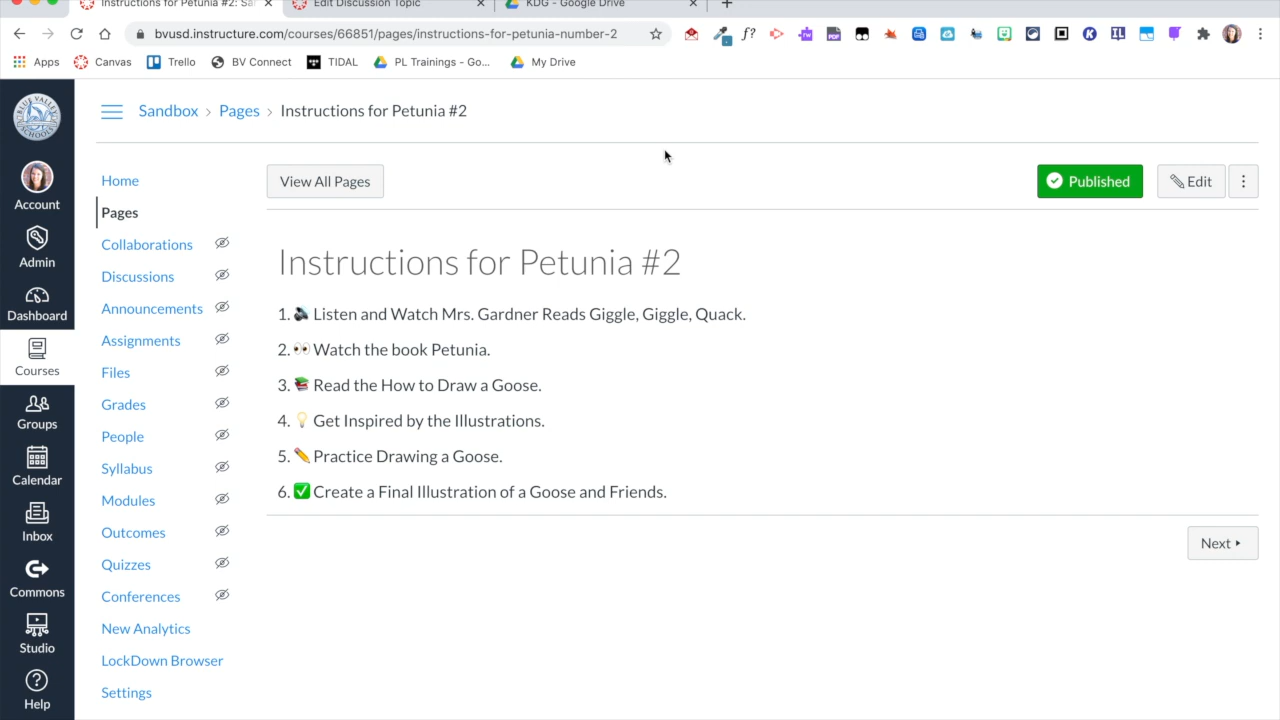 Instructions for Petunia #2: Sa
Edit Discussion Topic
KDG - Google Drive
bvusd.instructure.com/courses/66851/pages/instructions-for-petunia-number-2
Apps
Canvas
Trello
BV Connect
TIDAL
PL Trainings - Go...
My Drive
Sandbox › Pages › Instructions for Petunia #2
Account
Admin
Dashboard
Courses
Groups
Calendar
Inbox
Commons
Studio
Help
Home
Pages
Collaborations
Discussions
Announcements
Assignments
Files
Grades
People
Syllabus
Modules
Outcomes
Quizzes
Conferences
New Analytics
LockDown Browser
Settings
View All Pages
Published
Edit
Instructions for Petunia #2
1. 🔊 Listen and Watch Mrs. Gardner Reads Giggle, Giggle, Quack.
2. 👀 Watch the book Petunia.
3. 📚 Read the How to Draw a Goose.
4. 💡 Get Inspired by the Illustrations.
5. ✏️ Practice Drawing a Goose.
6. ✅ Create a Final Illustration of a Goose and Friends.
Next